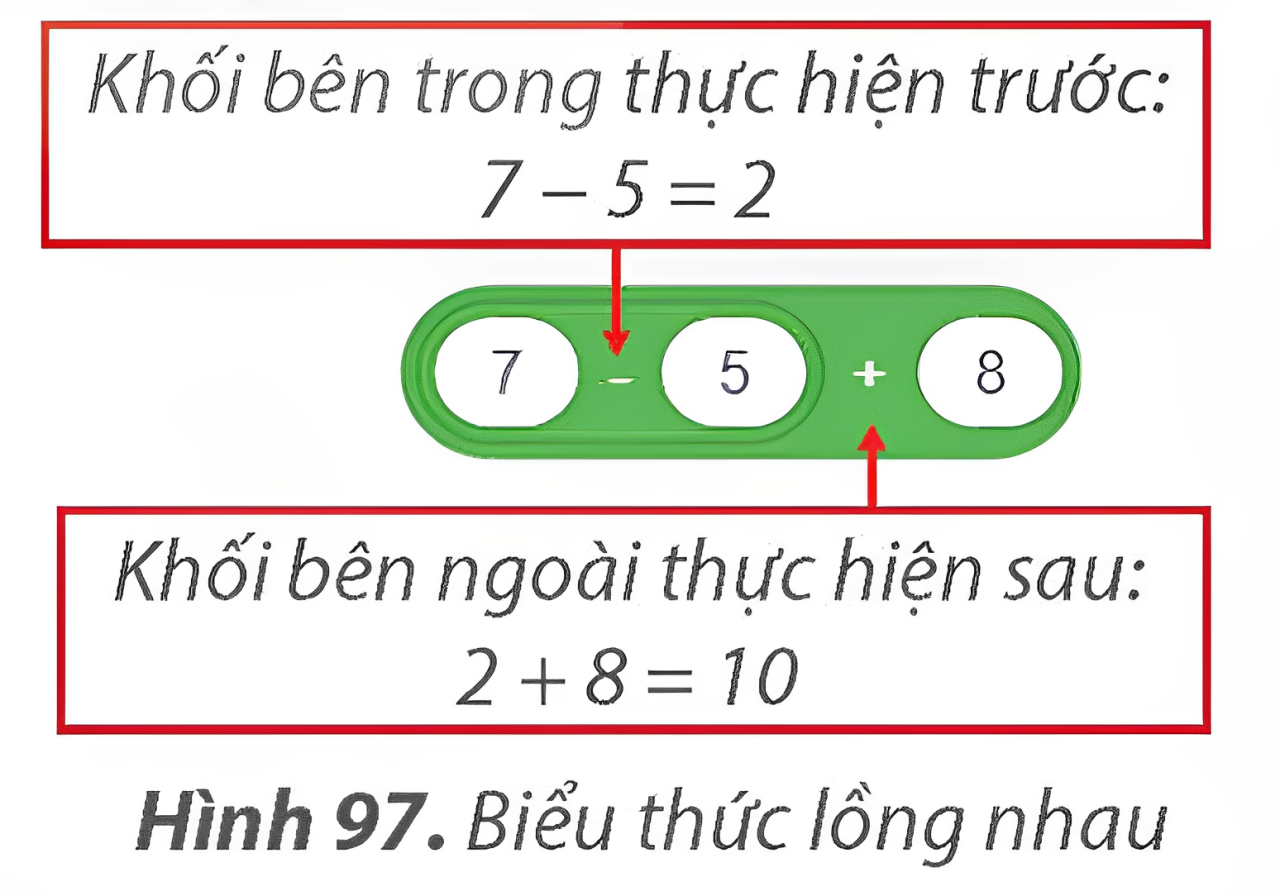 Khối bên trong thực hiện trước:
7 – 5 = 2
7 - 5 + 8
Khối bên ngoài thực hiện sau:
2 + 8 = 10
Hình 97. Biểu thức lồng nhau